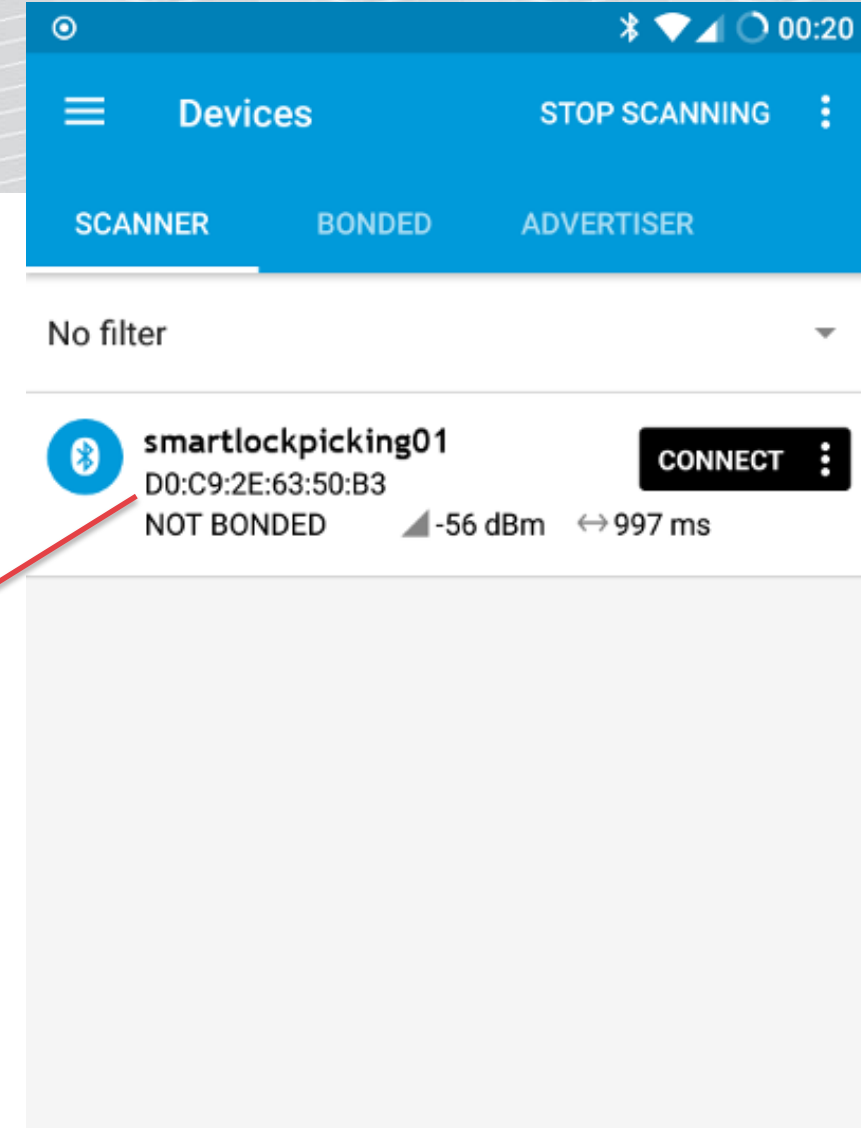 00:20
Devices STOP SCANNING
SCANNER BONDED ADVERTISER
No filter
smartlockpicking01
CONNECT
D0:C9:2E:63:50:B3
NOT BONDED -56 dBm ↔997 ms